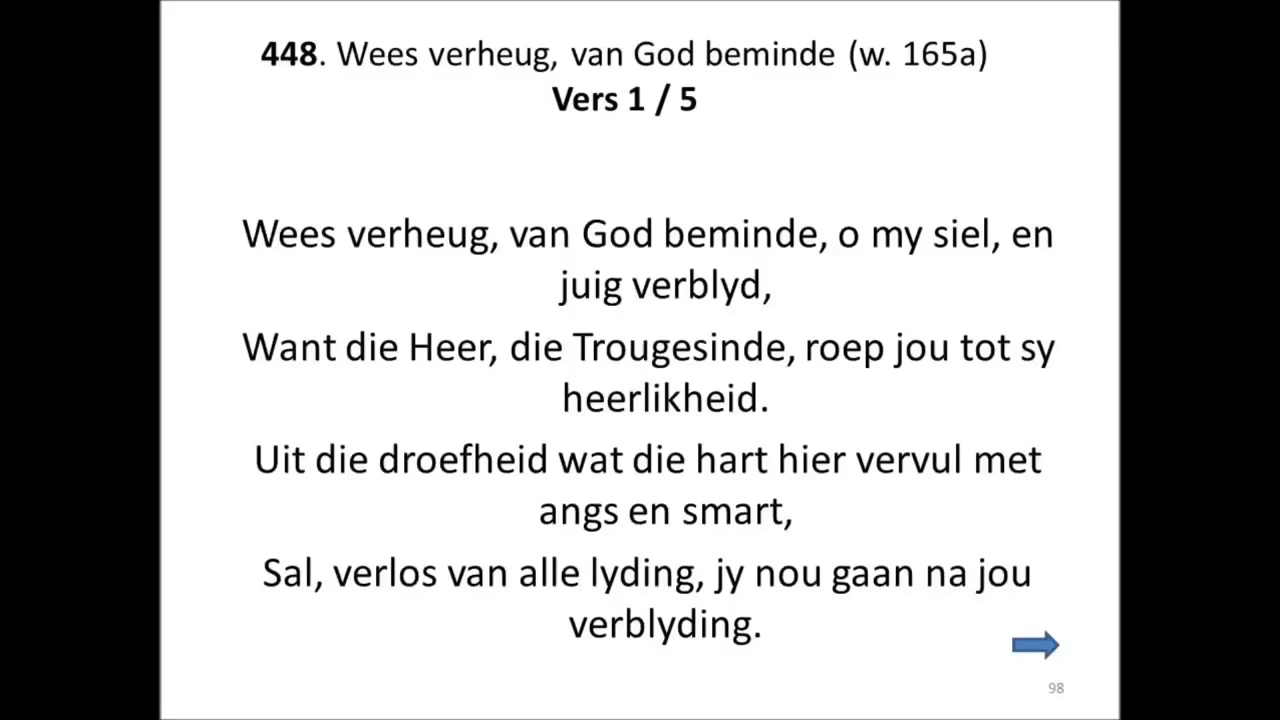 448. Wees verheug, van God beminde (w. 165a)
Vers 1 / 5
Wees verheug, van God beminde, o my siel, en
juig verblyd,
Want die Heer, die Trougesinde, roep jou tot sy
heerlikheid.
Uit die droefheid wat die hart hier vervul met
angs en smart,
Sal, verlos van alle lyding, jy nou gaan na jou
verblyding.
98